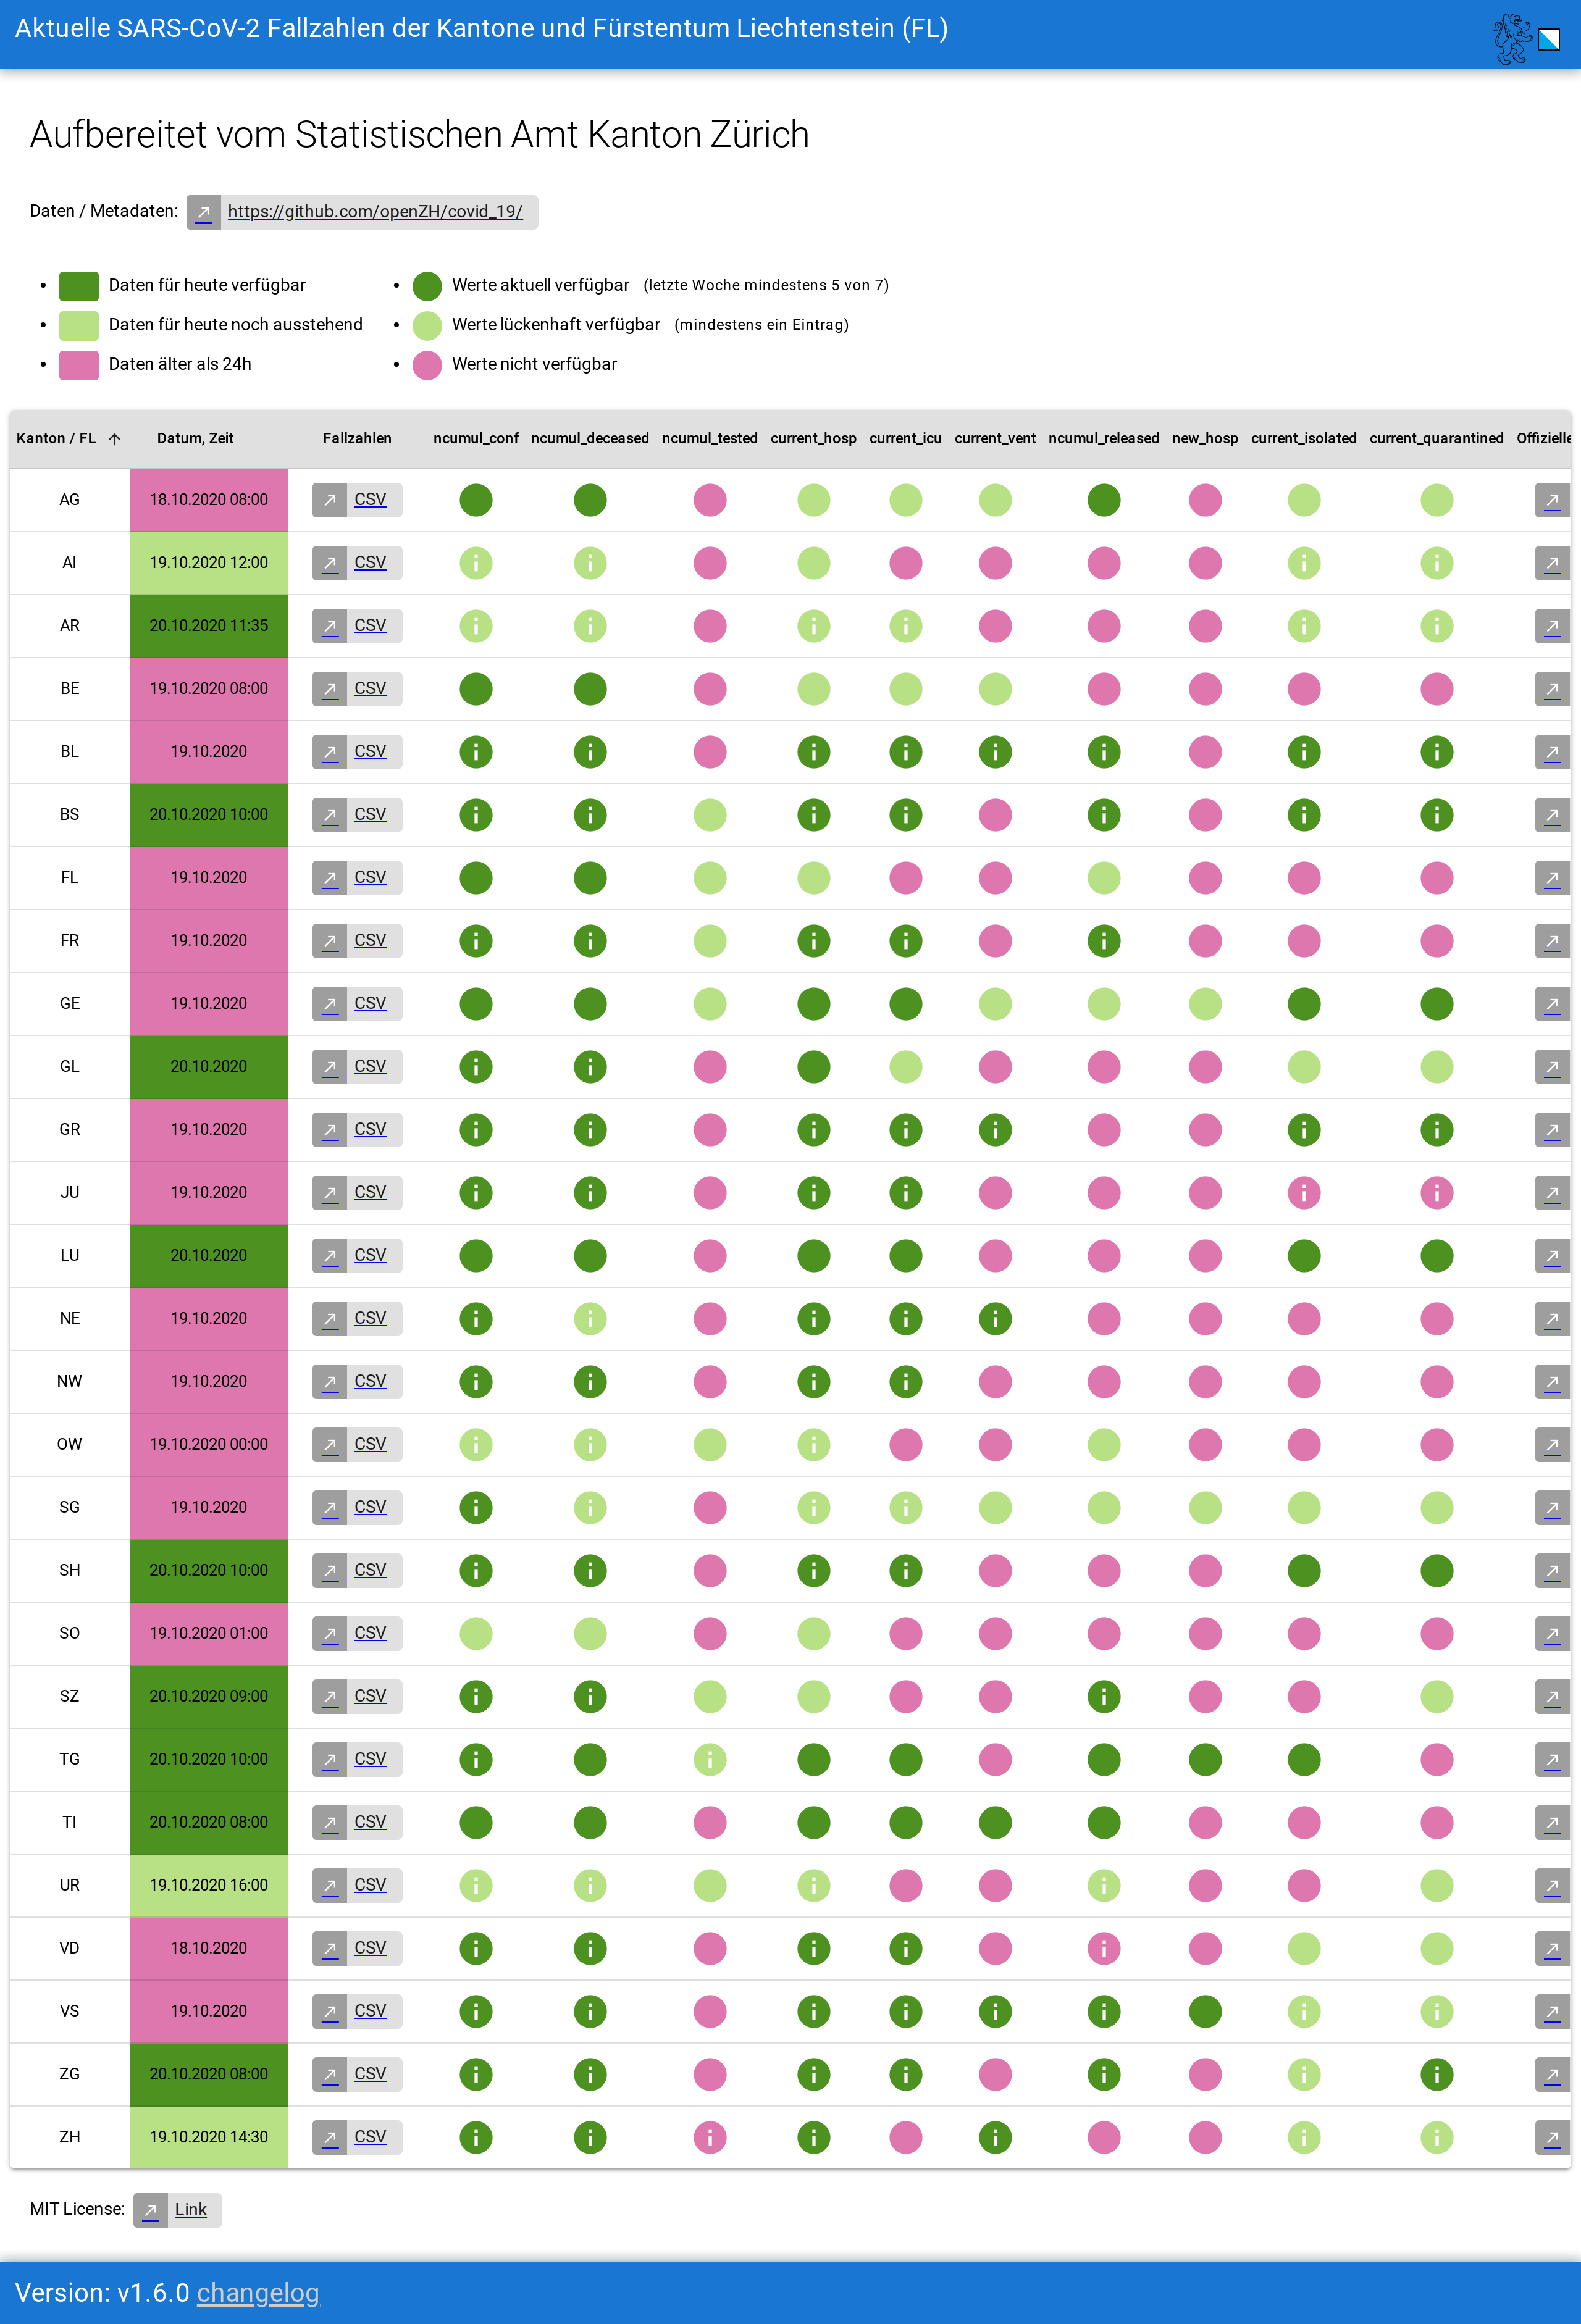 Aktuelle SARS-CoV-2 Fallzahlen der Kantone und Fürstentum Liechtenstein (FL)
Aufbereitet vom Statistischen Amt Kanton Zürich
Daten / Metadaten: https://github.com/openZH/covid_19/
Daten für heute verfügbar
Daten für heute noch ausstehend
Daten älter als 24h
Werte aktuell verfügbar (letzte Woche mindestens 5 von 7)
Werte lückenhaft verfügbar (mindestens ein Eintrag)
Werte nicht verfügbar
Kanton / FL Datum, Zeit Fallzahlen ncumul_conf ncumul_deceased ncumul_tested current_hosp current_icu current_vent ncumul_released new_hosp current_isolated current_quarantined Offizielle
AG 18.10.2020 08:00 CSV
AI 19.10.2020 12:00 CSV
AR 20.10.2020 11:35 CSV
BE 19.10.2020 08:00 CSV
BL 19.10.2020 CSV
BS 20.10.2020 10:00 CSV
FL 19.10.2020 CSV
FR 19.10.2020 CSV
GE 19.10.2020 CSV
GL 20.10.2020 CSV
GR 19.10.2020 CSV
JU 19.10.2020 CSV
LU 20.10.2020 CSV
NE 19.10.2020 CSV
NW 19.10.2020 CSV
OW 19.10.2020 00:00 CSV
SG 19.10.2020 CSV
SH 20.10.2020 10:00 CSV
SO 19.10.2020 01:00 CSV
SZ 20.10.2020 09:00 CSV
TG 20.10.2020 10:00 CSV
TI 20.10.2020 08:00 CSV
UR 19.10.2020 16:00 CSV
VD 18.10.2020 CSV
VS 19.10.2020 CSV
ZG 20.10.2020 08:00 CSV
ZH 19.10.2020 14:30 CSV
MIT License: Link
Version: v1.6.0 changelog